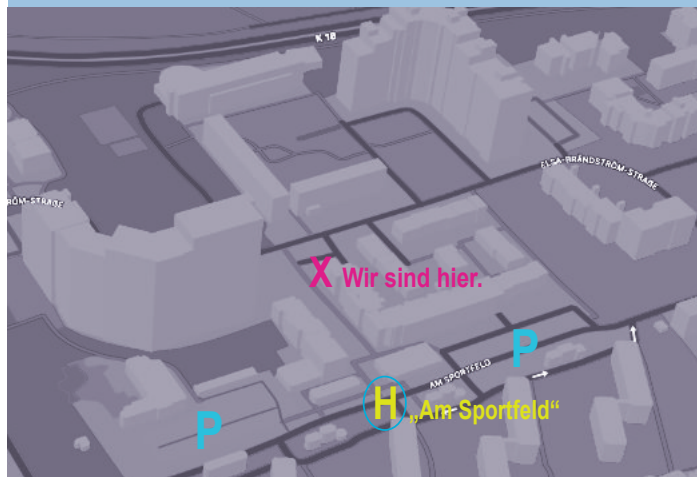 K 18
ELSA-BRÄNDSTRÖM-STRAßE
RÖM-STRAßE
X Wir sind hier.
P
AM SPORTFELD
H „Am Sportfeld“
P